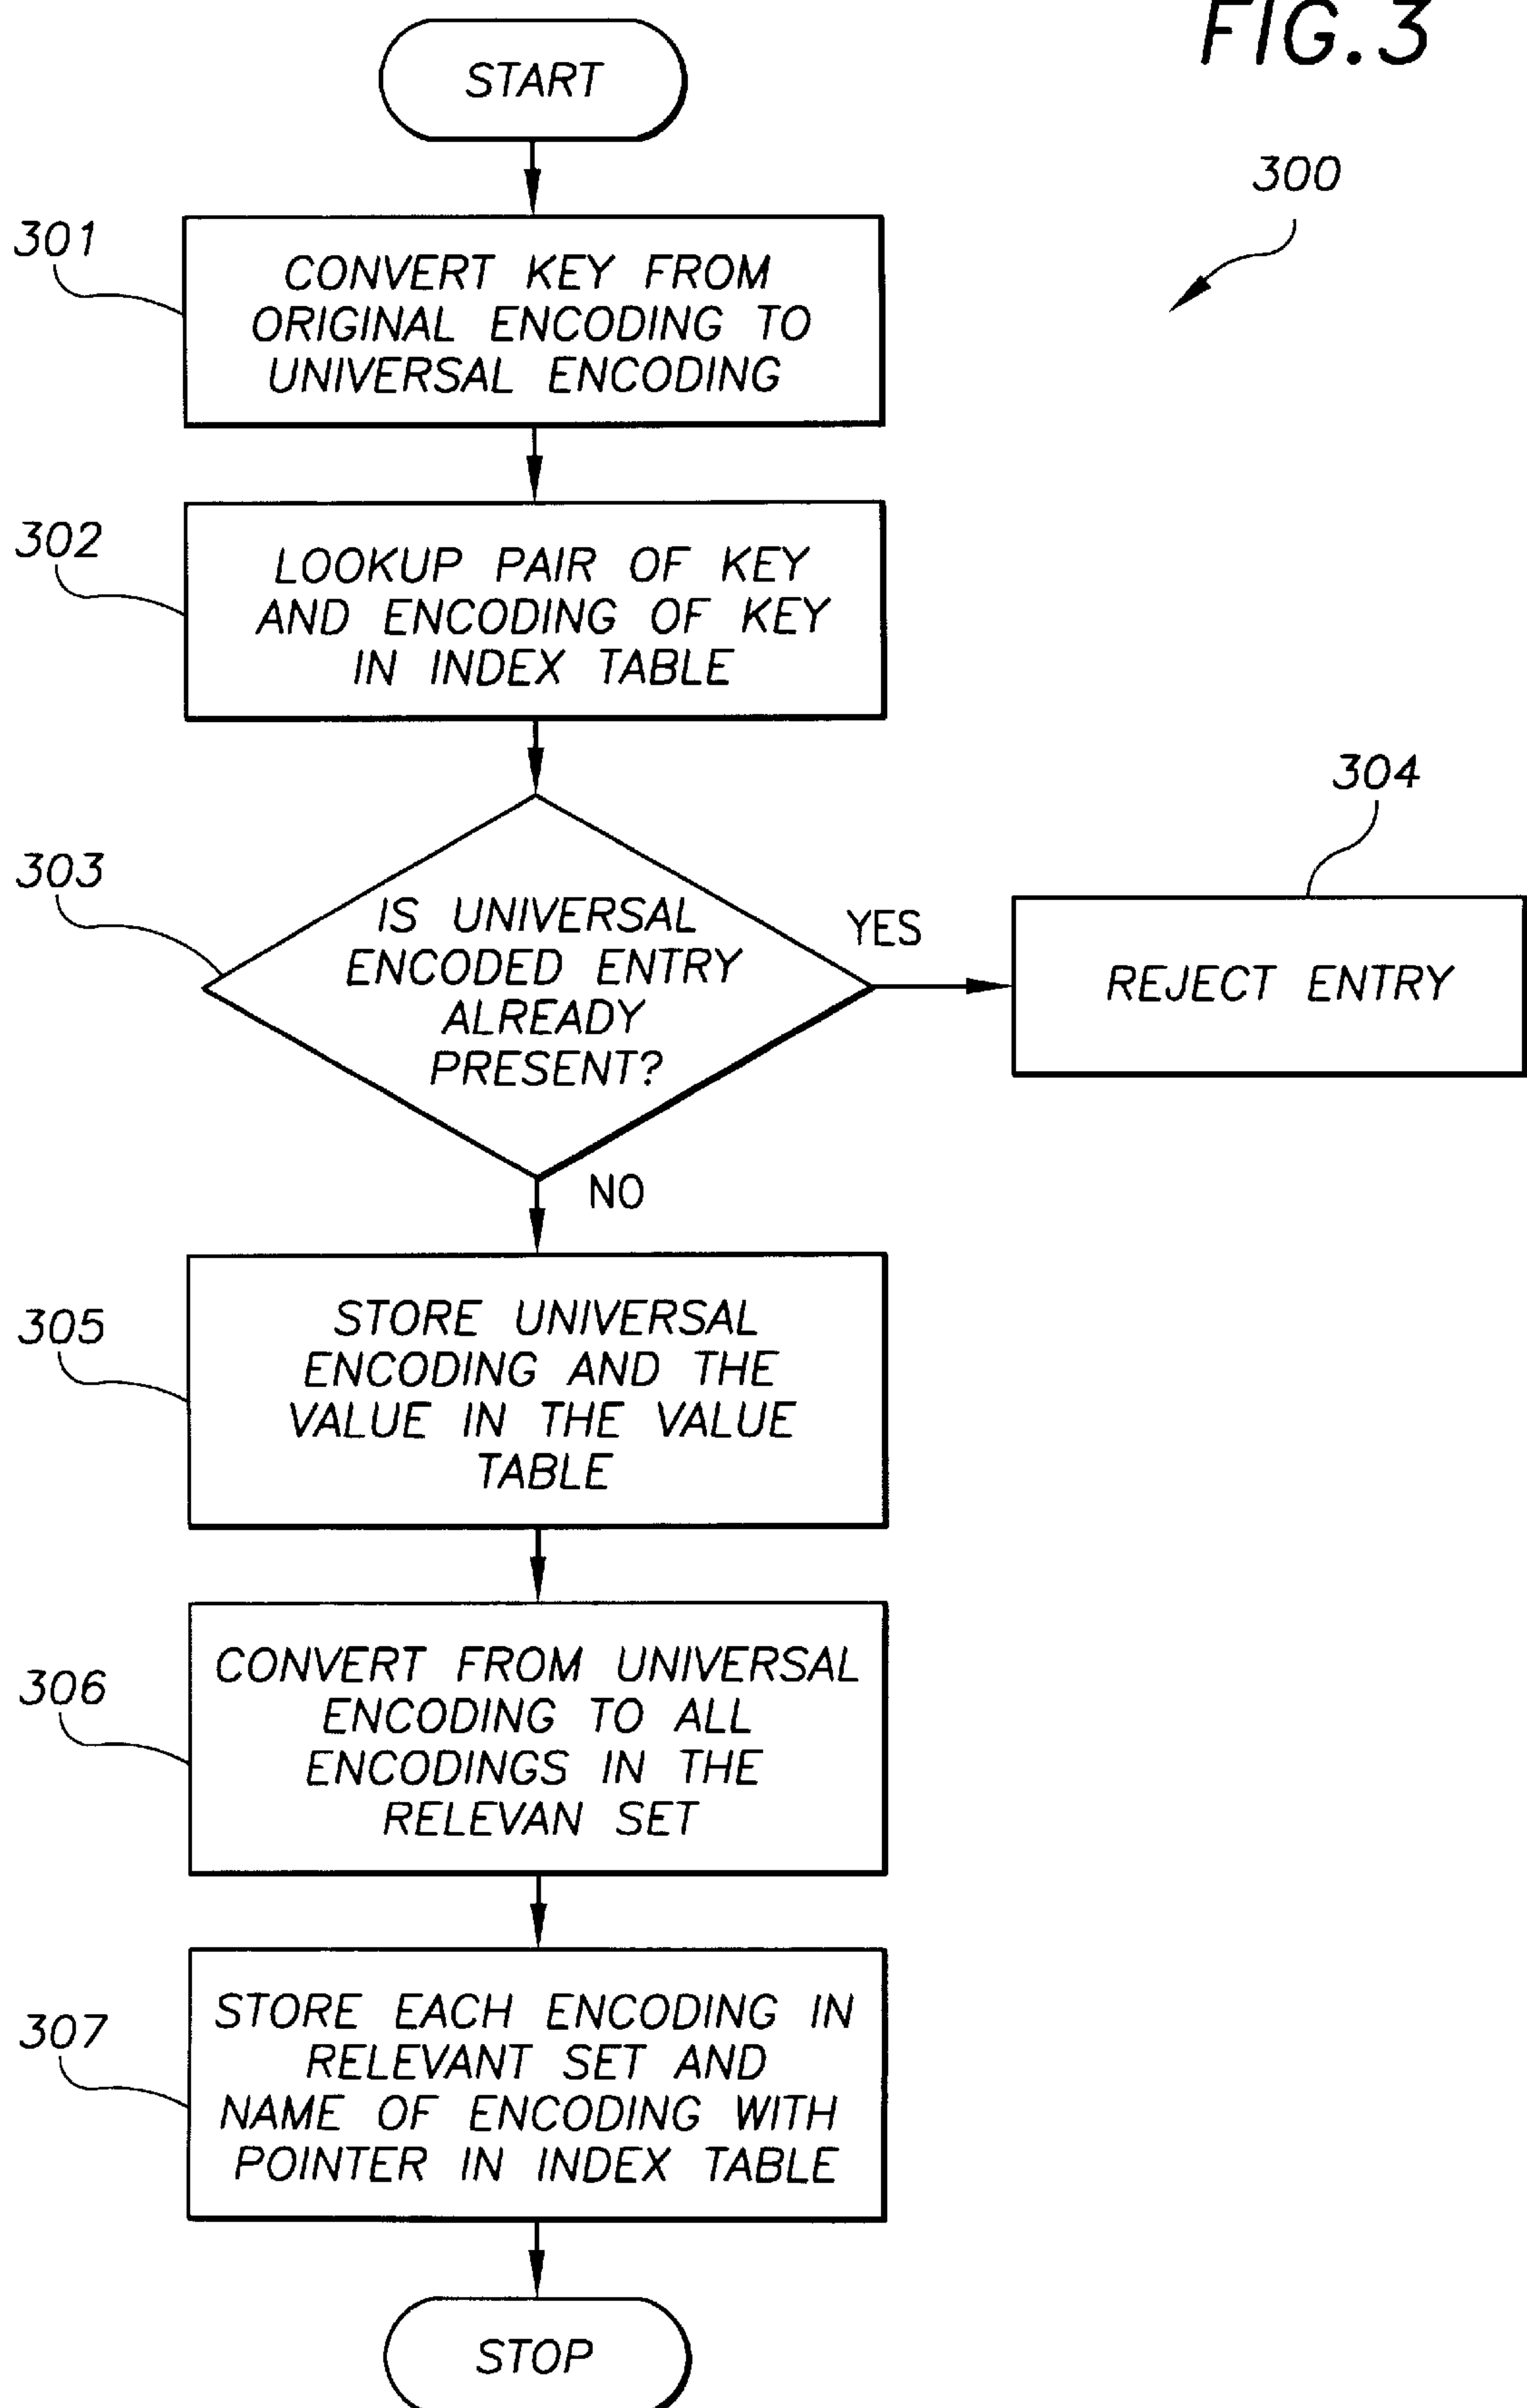 FIG.3
START
300
301
CONVERT KEY FROM
ORIGINAL ENCODING TO
UNIVERSAL ENCODING
302
LOOKUP PAIR OF KEY
AND ENCODING OF KEY
IN INDEX TABLE
303
IS UNIVERSAL
ENCODED ENTRY
ALREADY
PRESENT?
YES
304
REJECT ENTRY
NO
305
STORE UNIVERSAL
ENCODING AND THE
VALUE IN THE VALUE
TABLE
306
CONVERT FROM UNIVERSAL
ENCODING TO ALL
ENCODINGS IN THE
RELEVAN SET
307
STORE EACH ENCODING IN
RELEVANT SET AND
NAME OF ENCODING WITH
POINTER IN INDEX TABLE
STOP